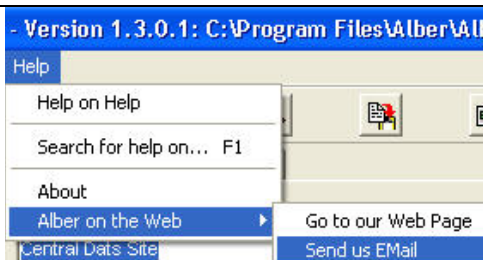 - Version 1.3.0.1: C:\Program Files\Alber\Alb
Help
Help on Help
Search for help on... F1
About
Alber on the Web
Go to our Web Page
Central Dats Site
Send us EMail